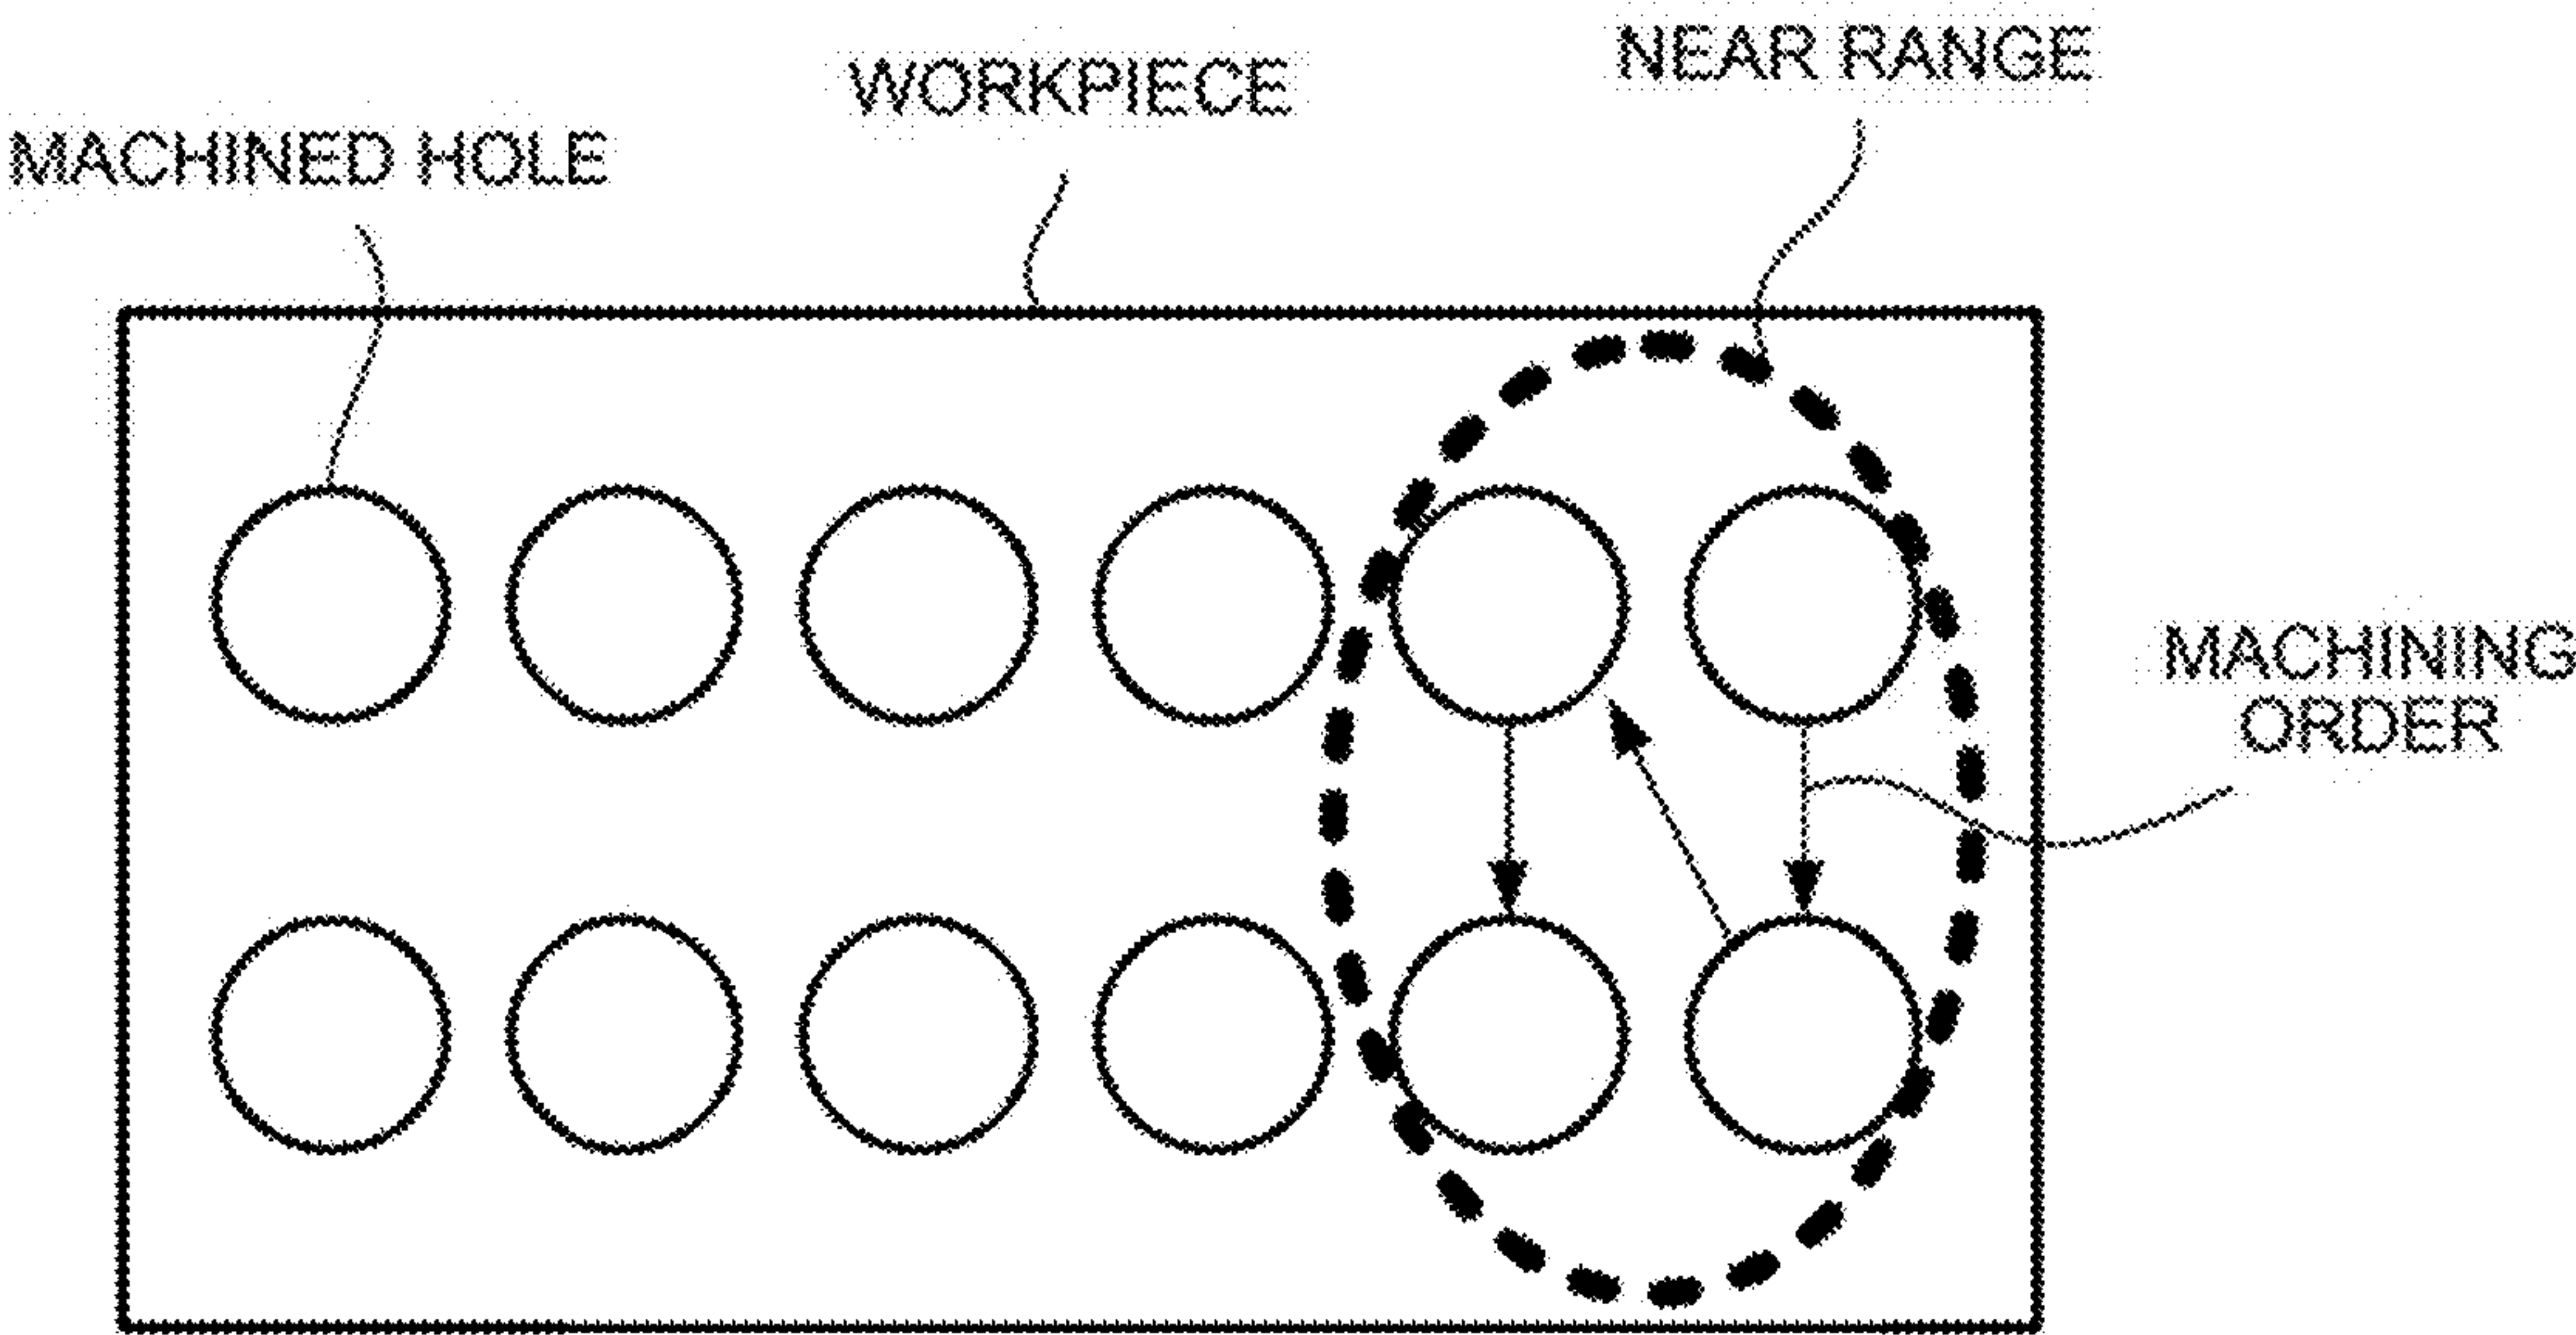 NEAR RANGE
WORKPIECE
MACHINED HOLE
MACHINING
ORDER